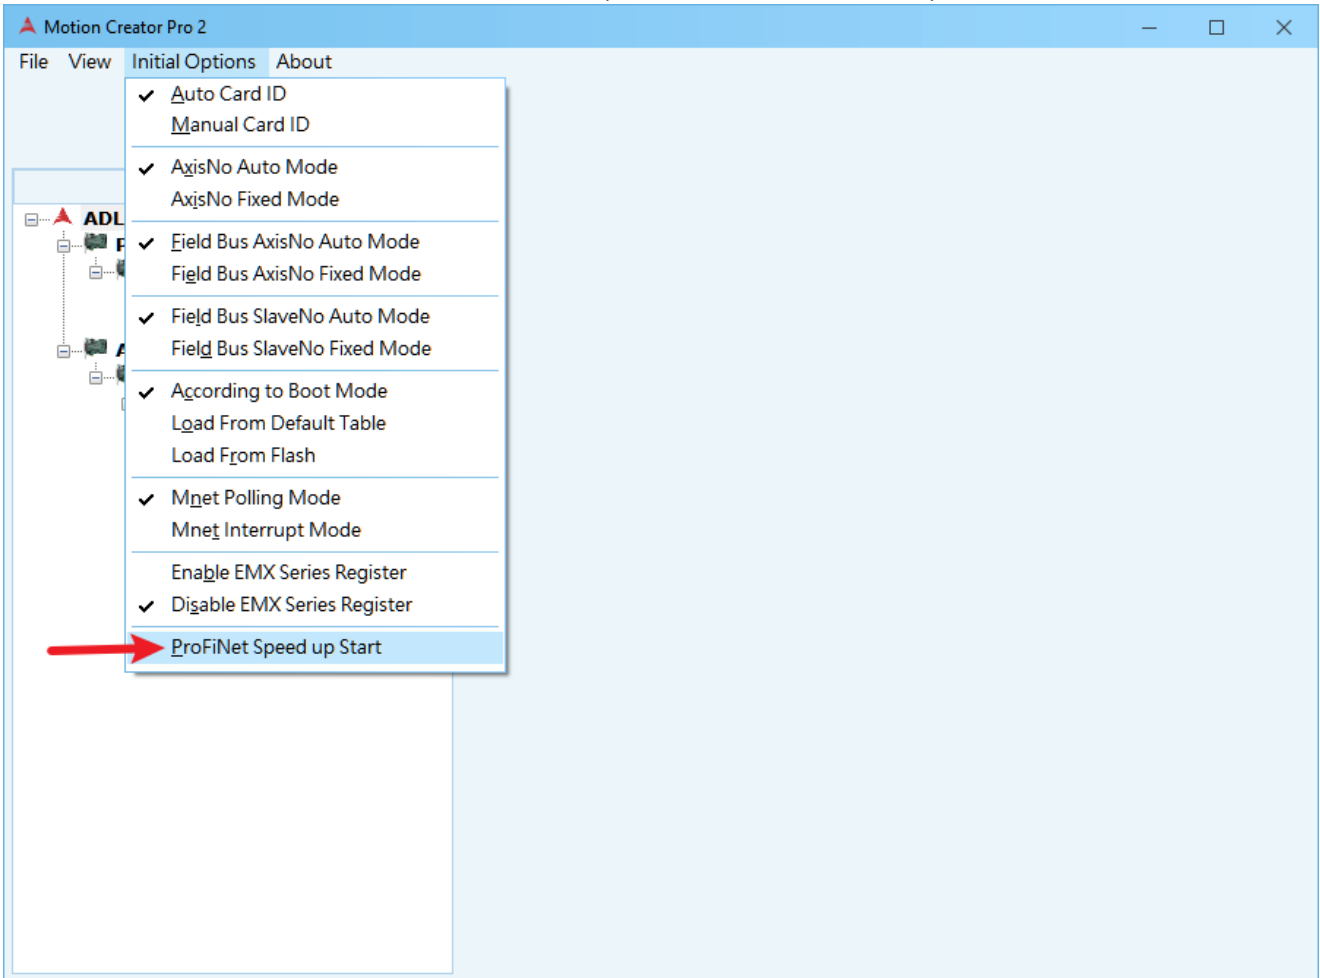 Motion Creator Pro 2
File View Initial Options About
Auto Card ID
Manual Card ID
AxisNo Auto Mode
AxisNo Fixed Mode
ADL
Field Bus AxisNo Auto Mode
Field Bus AxisNo Fixed Mode
Field Bus SlaveNo Auto Mode
Field Bus SlaveNo Fixed Mode
According to Boot Mode
Load From Default Table
Load From Flash
Mnet Polling Mode
Mnet Interrupt Mode
Enable EMX Series Register
Disable EMX Series Register
ProFiNet Speed up Start